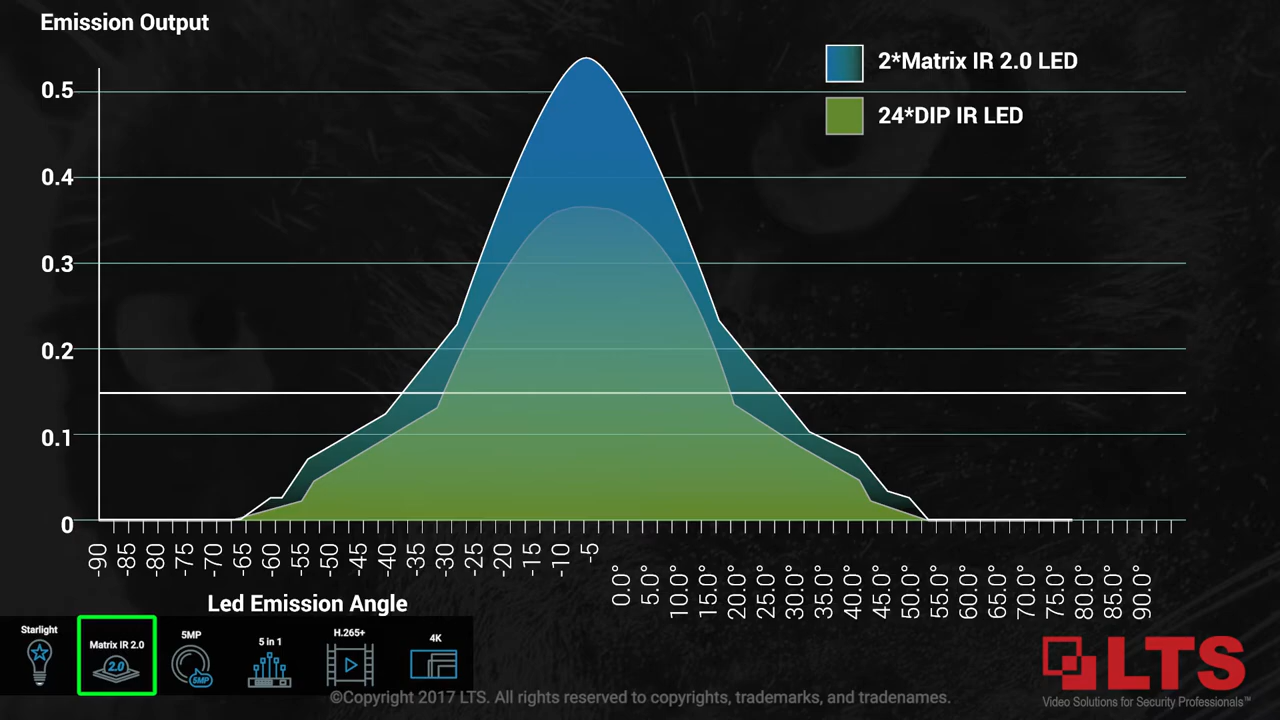 Emission Output
2*Matrix IR 2.0 LED
24*DIP IR LED
0.5
0.4
0.3
0.2
0.1
0
-90 -85 -80 -75 -70 -65 -60 -55 -50 -45 -40 -35 -30 -25 -20 -15 -10 -5 0.0° 5.0° 10.0° 15.0° 20.0° 25.0° 30.0° 35.0° 40.0° 45.0° 50.0° 55.0° 60.0° 65.0° 70.0° 75.0° 80.0° 85.0° 90.0°
Led Emission Angle
Starlight
Matrix IR 2.0
2.0
5MP
5MP
5 in 1
H.265+
4K
LTS
Video Solutions for Security Professionals™
©Copyright 2017 LTS. All rights reserved to copyrights, trademarks, and tradenames.